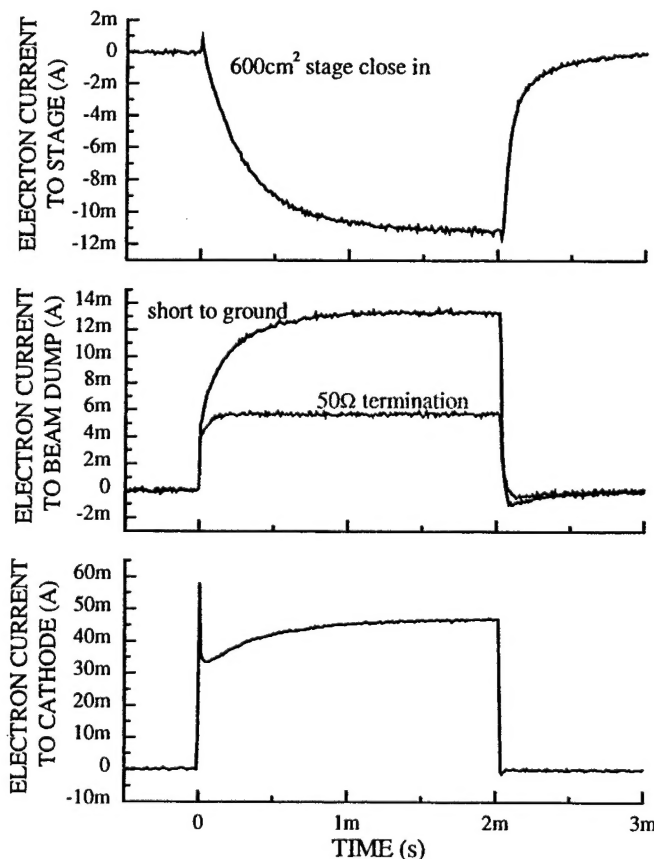 ELECRTON CURRENT
TO STAGE (A)
2m
0
-2m
-4m
-6m
-8m
-10m
-12m
600cm² stage close in
ELECTRON CURRENT
TO BEAM DUMP (A)
14m
12m
10m
8m
6m
4m
2m
0
-2m
short to ground
50Ω termination
ELECTRON CURRENT
TO CATHODE (A)
60m
50m
40m
30m
20m
10m
0
-10m
0
1m
2m
3m
TIME (s)